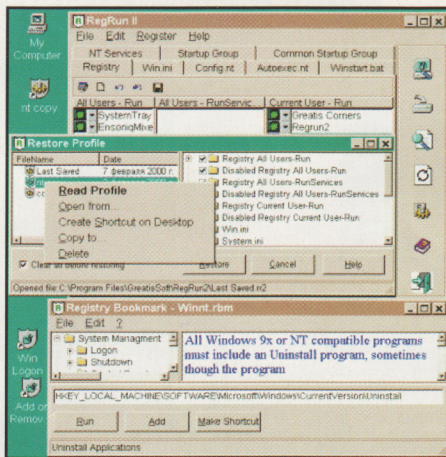 My
Computer
nt copy
Win
Logon
Add or
Remov
RegRun II
File Edit Register Help
NT Services Startup Group Common Startup Group
Registry Win.ini Config.nt Autoexec.nt Winstart.bat
All Users - Run All Users - RunServic... Current User - Run
SystemTray Greatis Corners
EnsoniqMixe Regrun2
Restore Profile
FileName Date
Last Saved 7 февраля 2000 г.
Read Profile
Open from...
Create Shortcut on Desktop
Copy to...
Delete
Registry All Users-Run
Disabled Registry All Users-Run
Registry All Users-RunServices
Disabled Registry All Users-RunServices
Registry Current User-Run
Disabled Registry Current User-Run
Win.ini
System.ini
Clear all before restoring
Restore Cancel Help
Opened file: C:\Program Files\GreatisSoft\RegRun2\Last Saved.rr2
Registry Bookmark - Winnt.rbm
File Edit ?
System Managment
Logon
Shutdown
All Windows 9x or NT compatible programs
must include an Uninstall program, sometimes
though the program
HKEY_LOCAL_MACHINE\SOFTWARE\Microsoft\Windows\CurrentVersion\Uninstall
Run Add Make Shortcut
Uninstall Applications